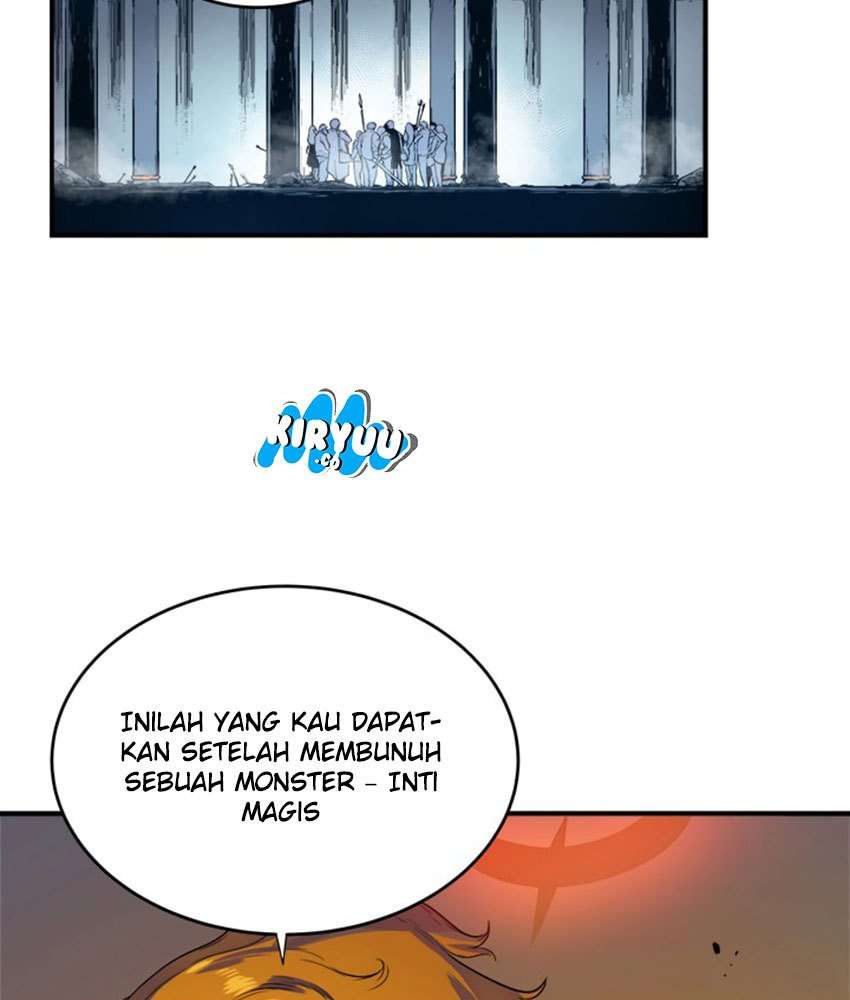 KIRYUU
.CO
INILAH YANG KAU DAPAT-
KAN SETELAH MEMBUNUH
SEBUAH MONSTER – INTI
MAGIS